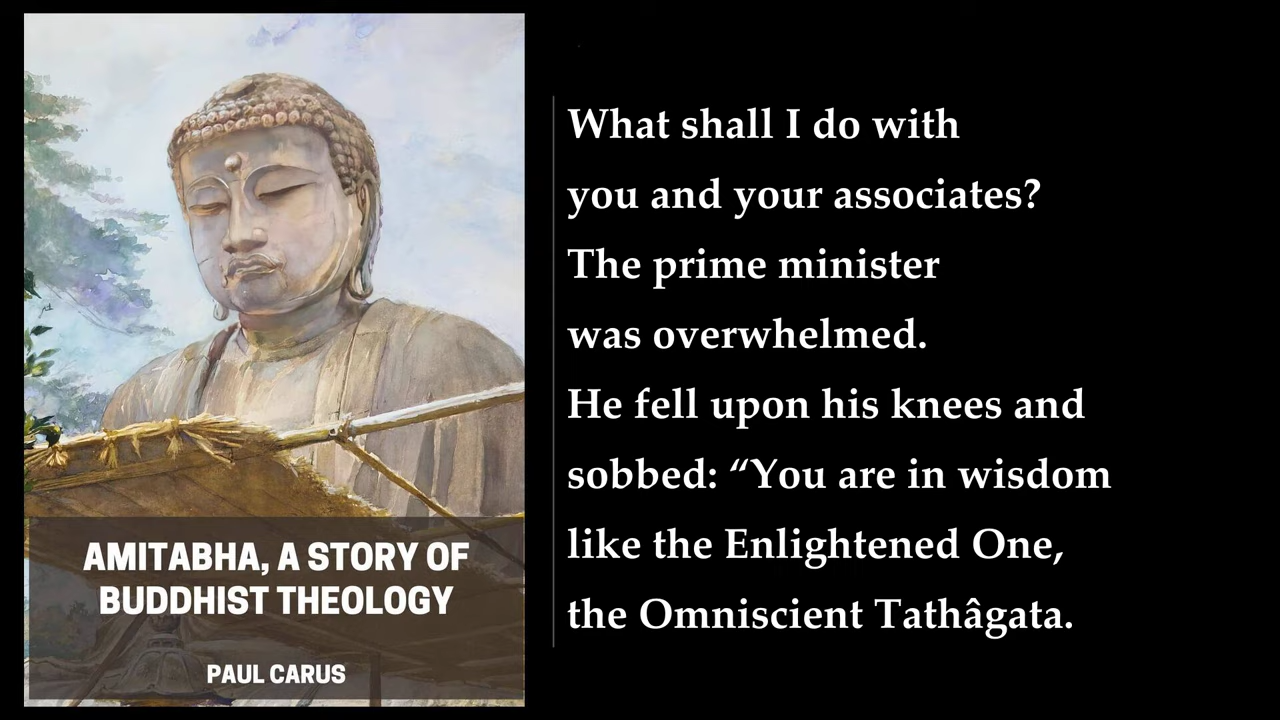 What shall I do with
you and your associates?
The prime minister
was overwhelmed.
He fell upon his knees and
sobbed: “You are in wisdom
like the Enlightened One,
the Omniscient Tathâgata.
AMITABHA, A STORY OF
BUDDHIST THEOLOGY
PAUL CARUS